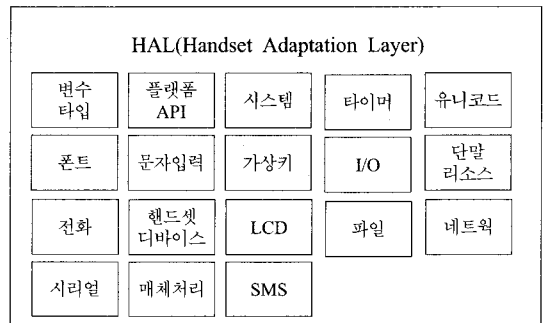 HAL(Handset Adaptation Layer)
변수
타입
플랫폼
API
시스템
타이머
유니코드
폰트
문자입력
가상키
I/O
단말
리소스
전화
핸드셋
디바이스
LCD
파일
네트웍
시리얼
매체처리
SMS